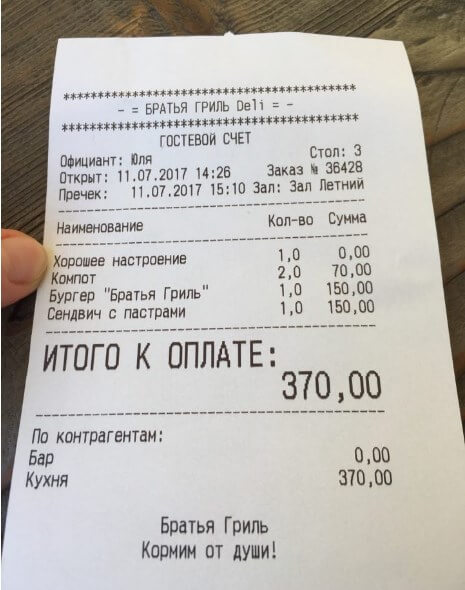 ********************************************
- = БРАТЬЯ ГРИЛЬ Deli = -
********************************************
ГОСТЕВОЙ СЧЕТ
Официант: Юля Стол: 3
Открыт: 11.07.2017 14:26 Заказ № 36428
Пречек: 11.07.2017 15:10 Зал: Зал Летний
Наименование Кол-во Сумма
Хорошее настроение 1,0 0,00
Компот 2,0 70,00
Бургер "Братья Гриль" 1,0 150,00
Сендвич с пастрами 1,0 150,00
ИТОГО К ОПЛАТЕ:
370,00
По контрагентам:
Бар 0,00
Кухня 370,00
Братья Гриль
Кормим от души!